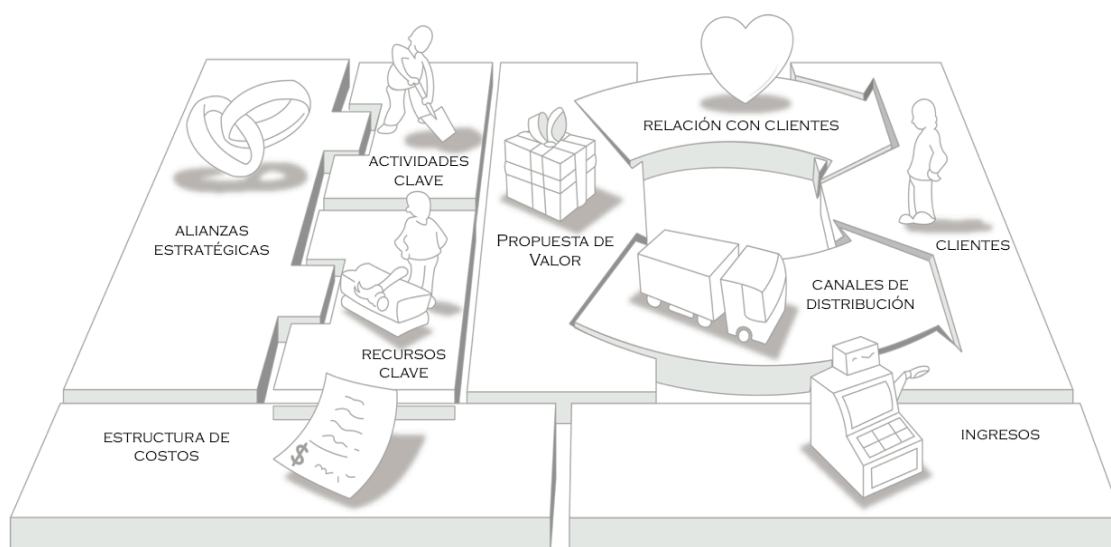 ACTIVIDADES
CLAVE
RELACIÓN CON CLIENTES
ALIANZAS
ESTRATÉGICAS
PROPUESTA DE
VALOR
CLIENTES
CANALES DE
DISTRIBUCIÓN
RECURSOS
CLAVE
ESTRUCTURA DE
COSTOS
$
INGRESOS